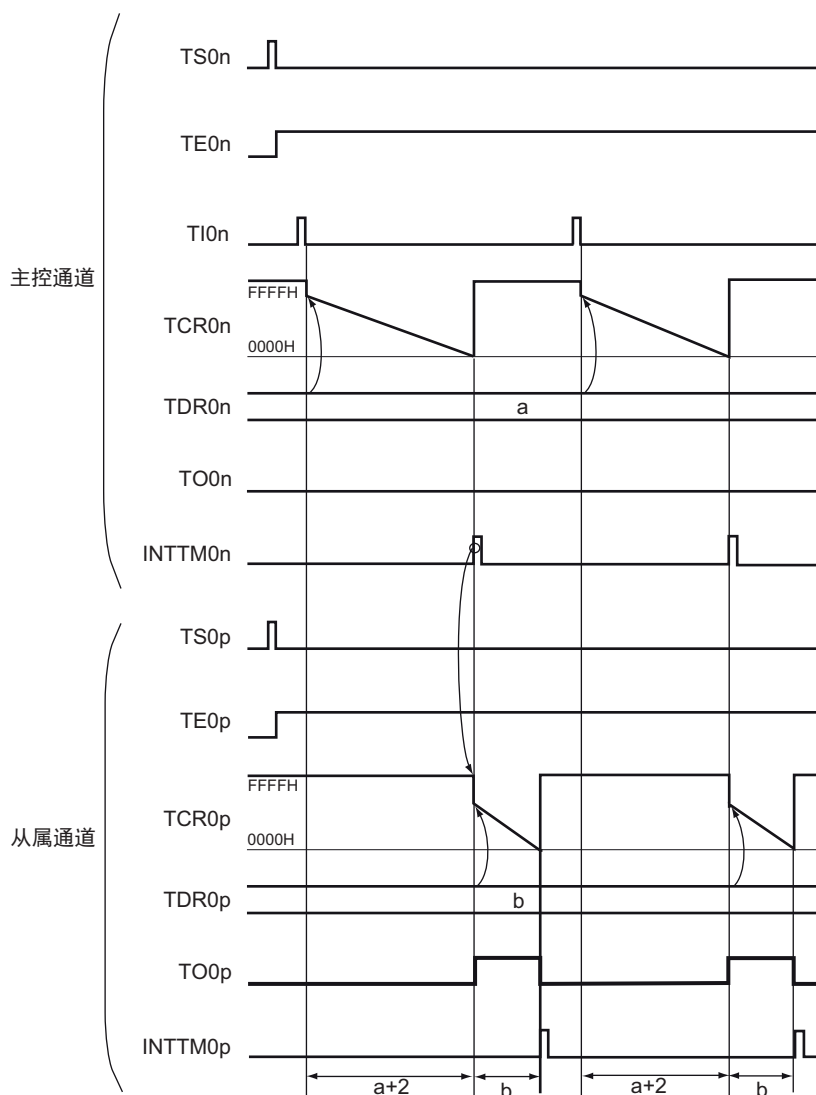 TS0n
TE0n
TI0n
主控通道
FFFFH
TCR0n
0000H
TDR0n
a
TO0n
INTTM0n
TS0p
TE0p
FFFFH
TCR0p
从属通道
0000H
TDR0p
b
TO0p
INTTM0p
a+2
b
a+2
b